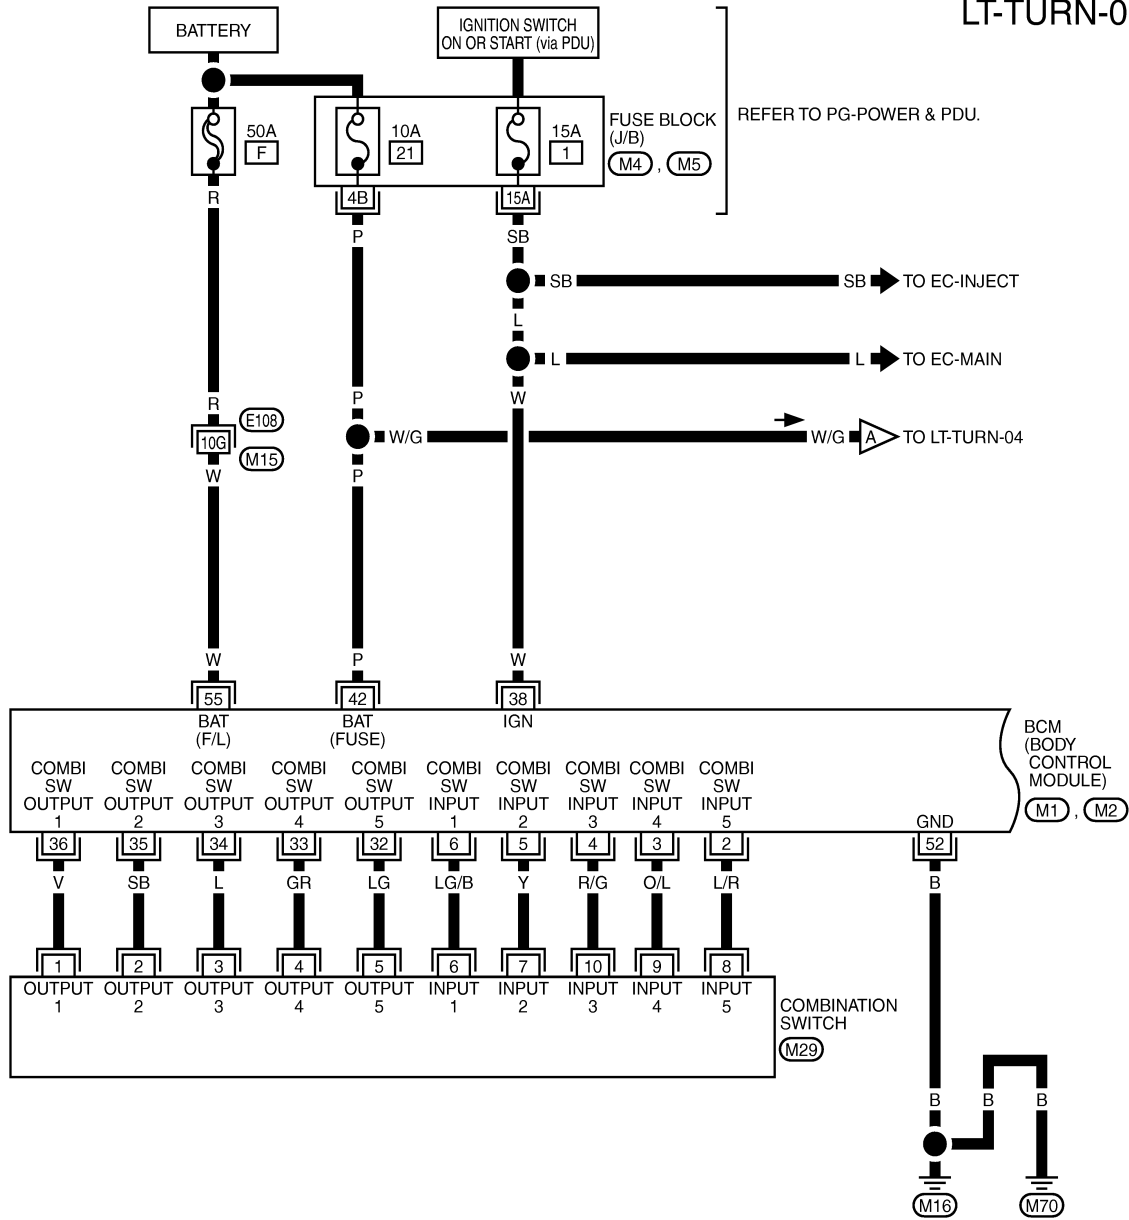 LT-TURN-0
BATTERY
IGNITION SWITCH
ON OR START (via PDU)
50A
F
10A
21
15A
1
FUSE BLOCK
(J/B)
M4 , M5
REFER TO PG-POWER & PDU.
R
4B
15A
P
SB
SB
SB
TO EC-INJECT
L
L
L
TO EC-MAIN
R
P
W
E108
10G
M15
W/G
W/G
A
TO LT-TURN-04
W
P
W
P
W
55
42
38
BAT
(F/L)
BAT
(FUSE)
IGN
BCM
(BODY
CONTROL
MODULE)
M1 , M2
COMBI
SW
OUTPUT
1
COMBI
SW
OUTPUT
2
COMBI
SW
OUTPUT
3
COMBI
SW
OUTPUT
4
COMBI
SW
OUTPUT
5
COMBI
SW
INPUT
1
COMBI
SW
INPUT
2
COMBI
SW
INPUT
3
COMBI
SW
INPUT
4
COMBI
SW
INPUT
5
GND
36
35
34
33
32
6
5
4
3
2
52
V
SB
L
GR
LG
LG/B
Y
R/G
O/L
L/R
B
1
2
3
4
5
6
7
10
9
8
OUTPUT
1
OUTPUT
2
OUTPUT
3
OUTPUT
4
OUTPUT
5
INPUT
1
INPUT
2
INPUT
3
INPUT
4
INPUT
5
COMBINATION
SWITCH
M29
B
B
B
M16
M70